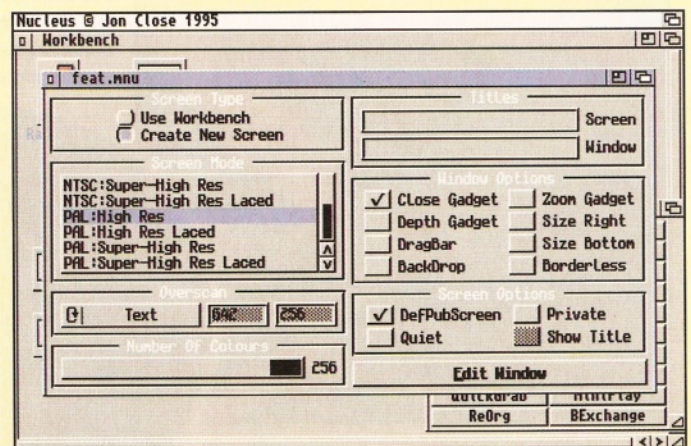 Nucleus @ Jon Close 1995
Workbench
feat.mnu
Screen Type
Use Workbench
Create New Screen
Screen Mode
NTSC:Super-High Res
NTSC:Super-High Res Laced
PAL:High Res
PAL:High Res Laced
PAL:Super-High Res
PAL:Super-High Res Laced
Overscan
Text
642
256
Number Of Colours
256
Titles
Screen
Window
Window Options
Close Gadget
Zoom Gadget
Depth Gadget
Size Right
DragBar
Size Bottom
BackDrop
Borderless
Screen Options
DefPubScreen
Private
Quiet
Show Title
Edit Window
QuickGrab
MiniPlay
ReOrg
BExchange